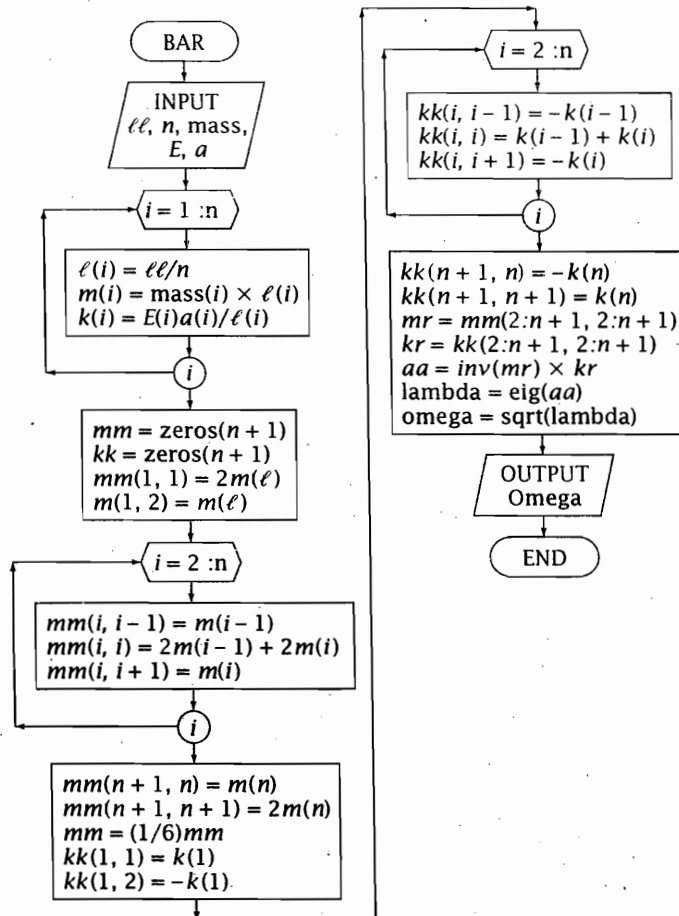 BAR
INPUT
ℓℓ, n, mass,
E, a
i = 1 :n
ℓ(i) = ℓℓ/n
m(i) = mass(i) × ℓ(i)
k(i) = E(i)a(i)/ℓ(i)
i
mm = zeros(n + 1)
kk = zeros(n + 1)
mm(1, 1) = 2m(ℓ)
m(1, 2) = m(ℓ)
i = 2 :n
mm(i, i − 1) = m(i − 1)
mm(i, i) = 2m(i − 1) + 2m(i)
mm(i, i + 1) = m(i)
i
mm(n + 1, n) = m(n)
mm(n + 1, n + 1) = 2m(n)
mm = (1/6)mm
kk(1, 1) = k(1)
kk(1, 2) = −k(1)
i = 2 :n
kk(i, i − 1) = −k(i − 1)
kk(i, i) = k(i − 1) + k(i)
kk(i, i + 1) = −k(i)
i
kk(n + 1, n) = −k(n)
kk(n + 1, n + 1) = k(n)
mr = mm(2:n + 1, 2:n + 1)
kr = kk(2:n + 1, 2:n + 1)
aa = inv(mr) × kr
lambda = eig(aa)
omega = sqrt(lambda)
OUTPUT
Omega
END